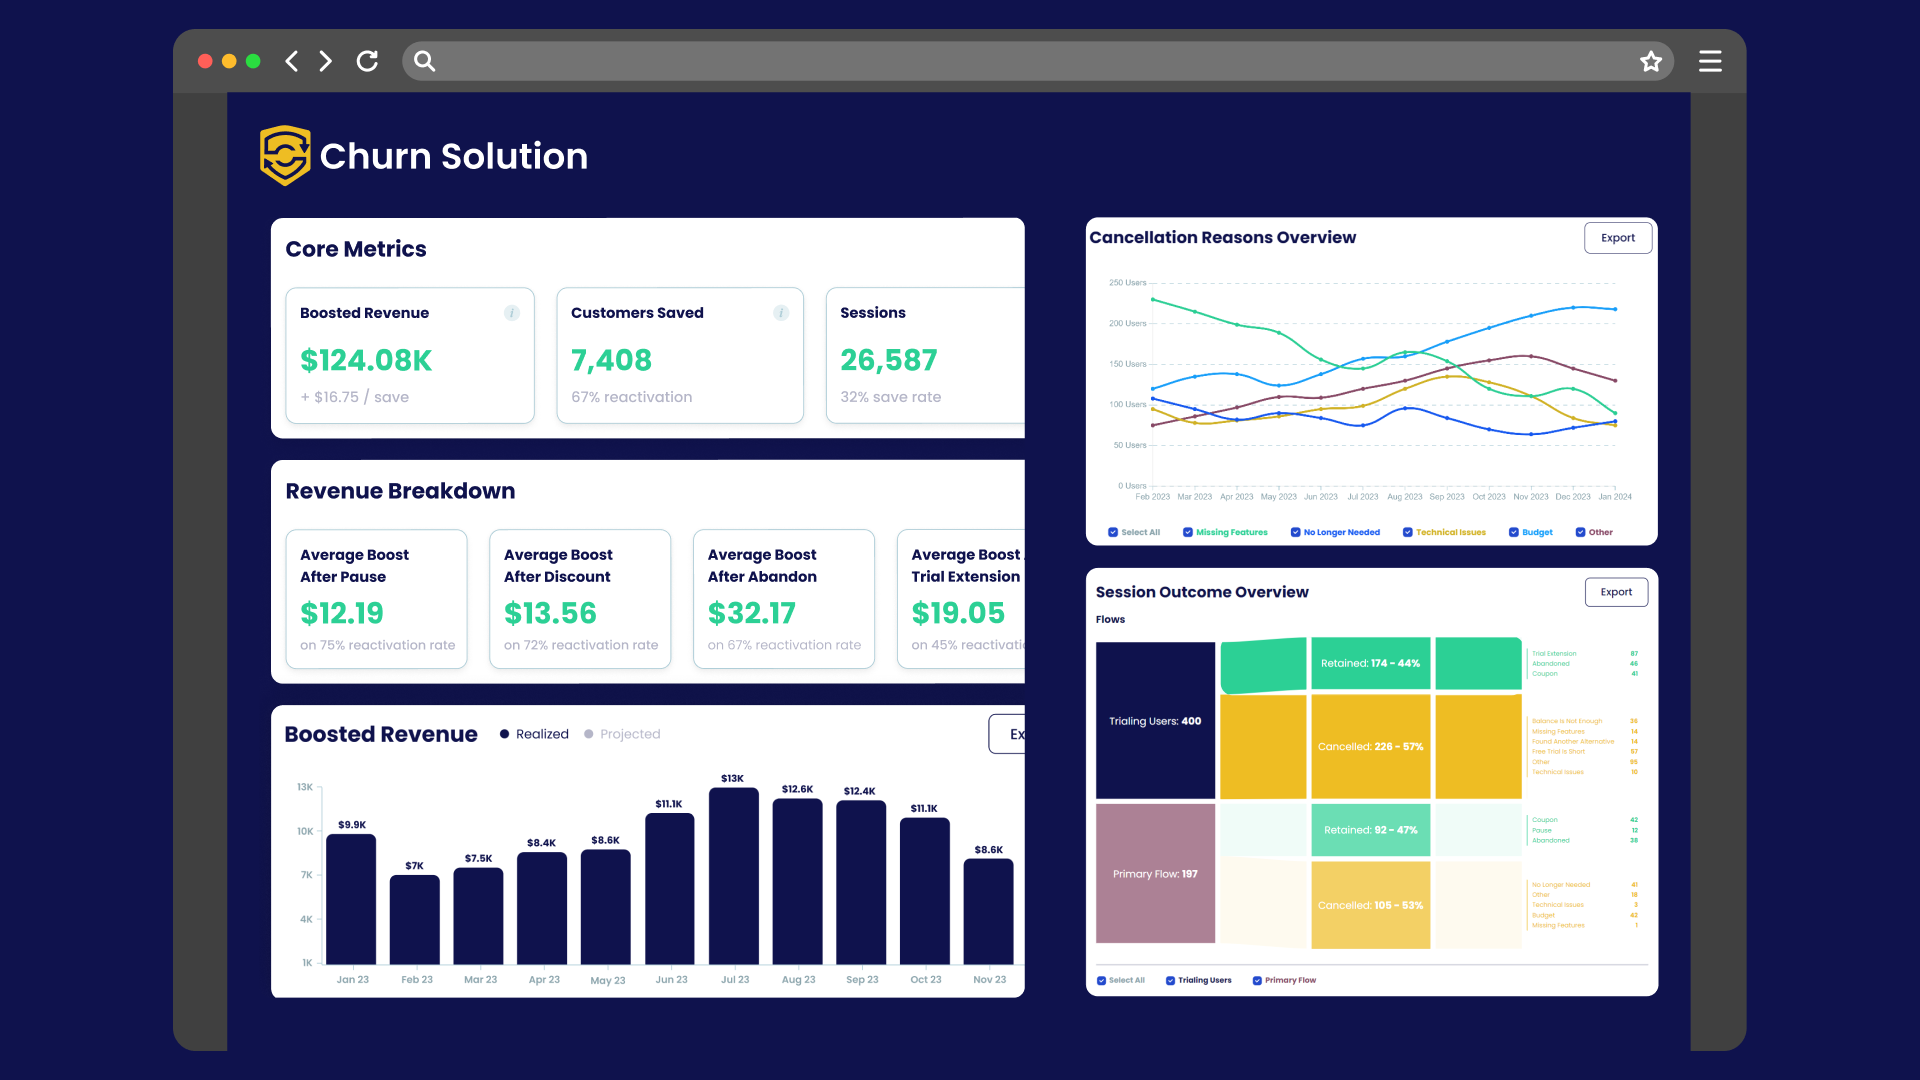 Churn Solution
Core Metrics
Boosted Revenue
$124.08K
+ $16.75 / save
Customers Saved
7,408
67% reactivation
Sessions
26,587
32% save rate
Revenue Breakdown
Average Boost
After Pause
$12.19
on 75% reactivation rate
Average Boost
After Discount
$13.56
on 72% reactivation rate
Average Boost
After Abandon
$32.17
on 67% reactivation rate
Average Boost
Trial Extension
$19.05
on 45% reactivati
Boosted Revenue
Realized
Projected
Ex
13K
10K
7K
4K
1K
$9.9K
$7K
$7.5K
$8.4K
$8.6K
$11.1K
$13K
$12.6K
$12.4K
$11.1K
$8.6K
Jan 23 Feb 23 Mar 23 Apr 23 May 23 Jun 23 Jul 23 Aug 23 Sep 23 Oct 23 Nov 23
Cancellation Reasons Overview
Export
250 Users
200 Users
150 Users
100 Users
50 Users
0 Users
Feb 2023 Mar 2023 Apr 2023 May 2023 Jun 2023 Jul 2023 Aug 2023 Sep 2023 Oct 2023 Nov 2023 Dec 2023 Jan 2024
Select All Missing Features No Longer Needed Technical Issues Budget Other
Session Outcome Overview
Export
Flows
Trialing Users: 400
Retained: 174 - 44%
Trial Extension 87
Abandoned 46
Coupon 41
Cancelled: 226 - 57%
Balance Is Not Enough 36
Missing Features 14
Found Another Alternative 14
Free Trial Is Short 57
Other 95
Technical Issues 10
Primary Flow: 197
Retained: 92 - 47%
Coupon 42
Pause 12
Abandoned 38
Cancelled: 105 - 53%
No Longer Needed 41
Other 18
Technical Issues 3
Budget 42
Missing Features 1
Select All Trialing Users Primary Flow